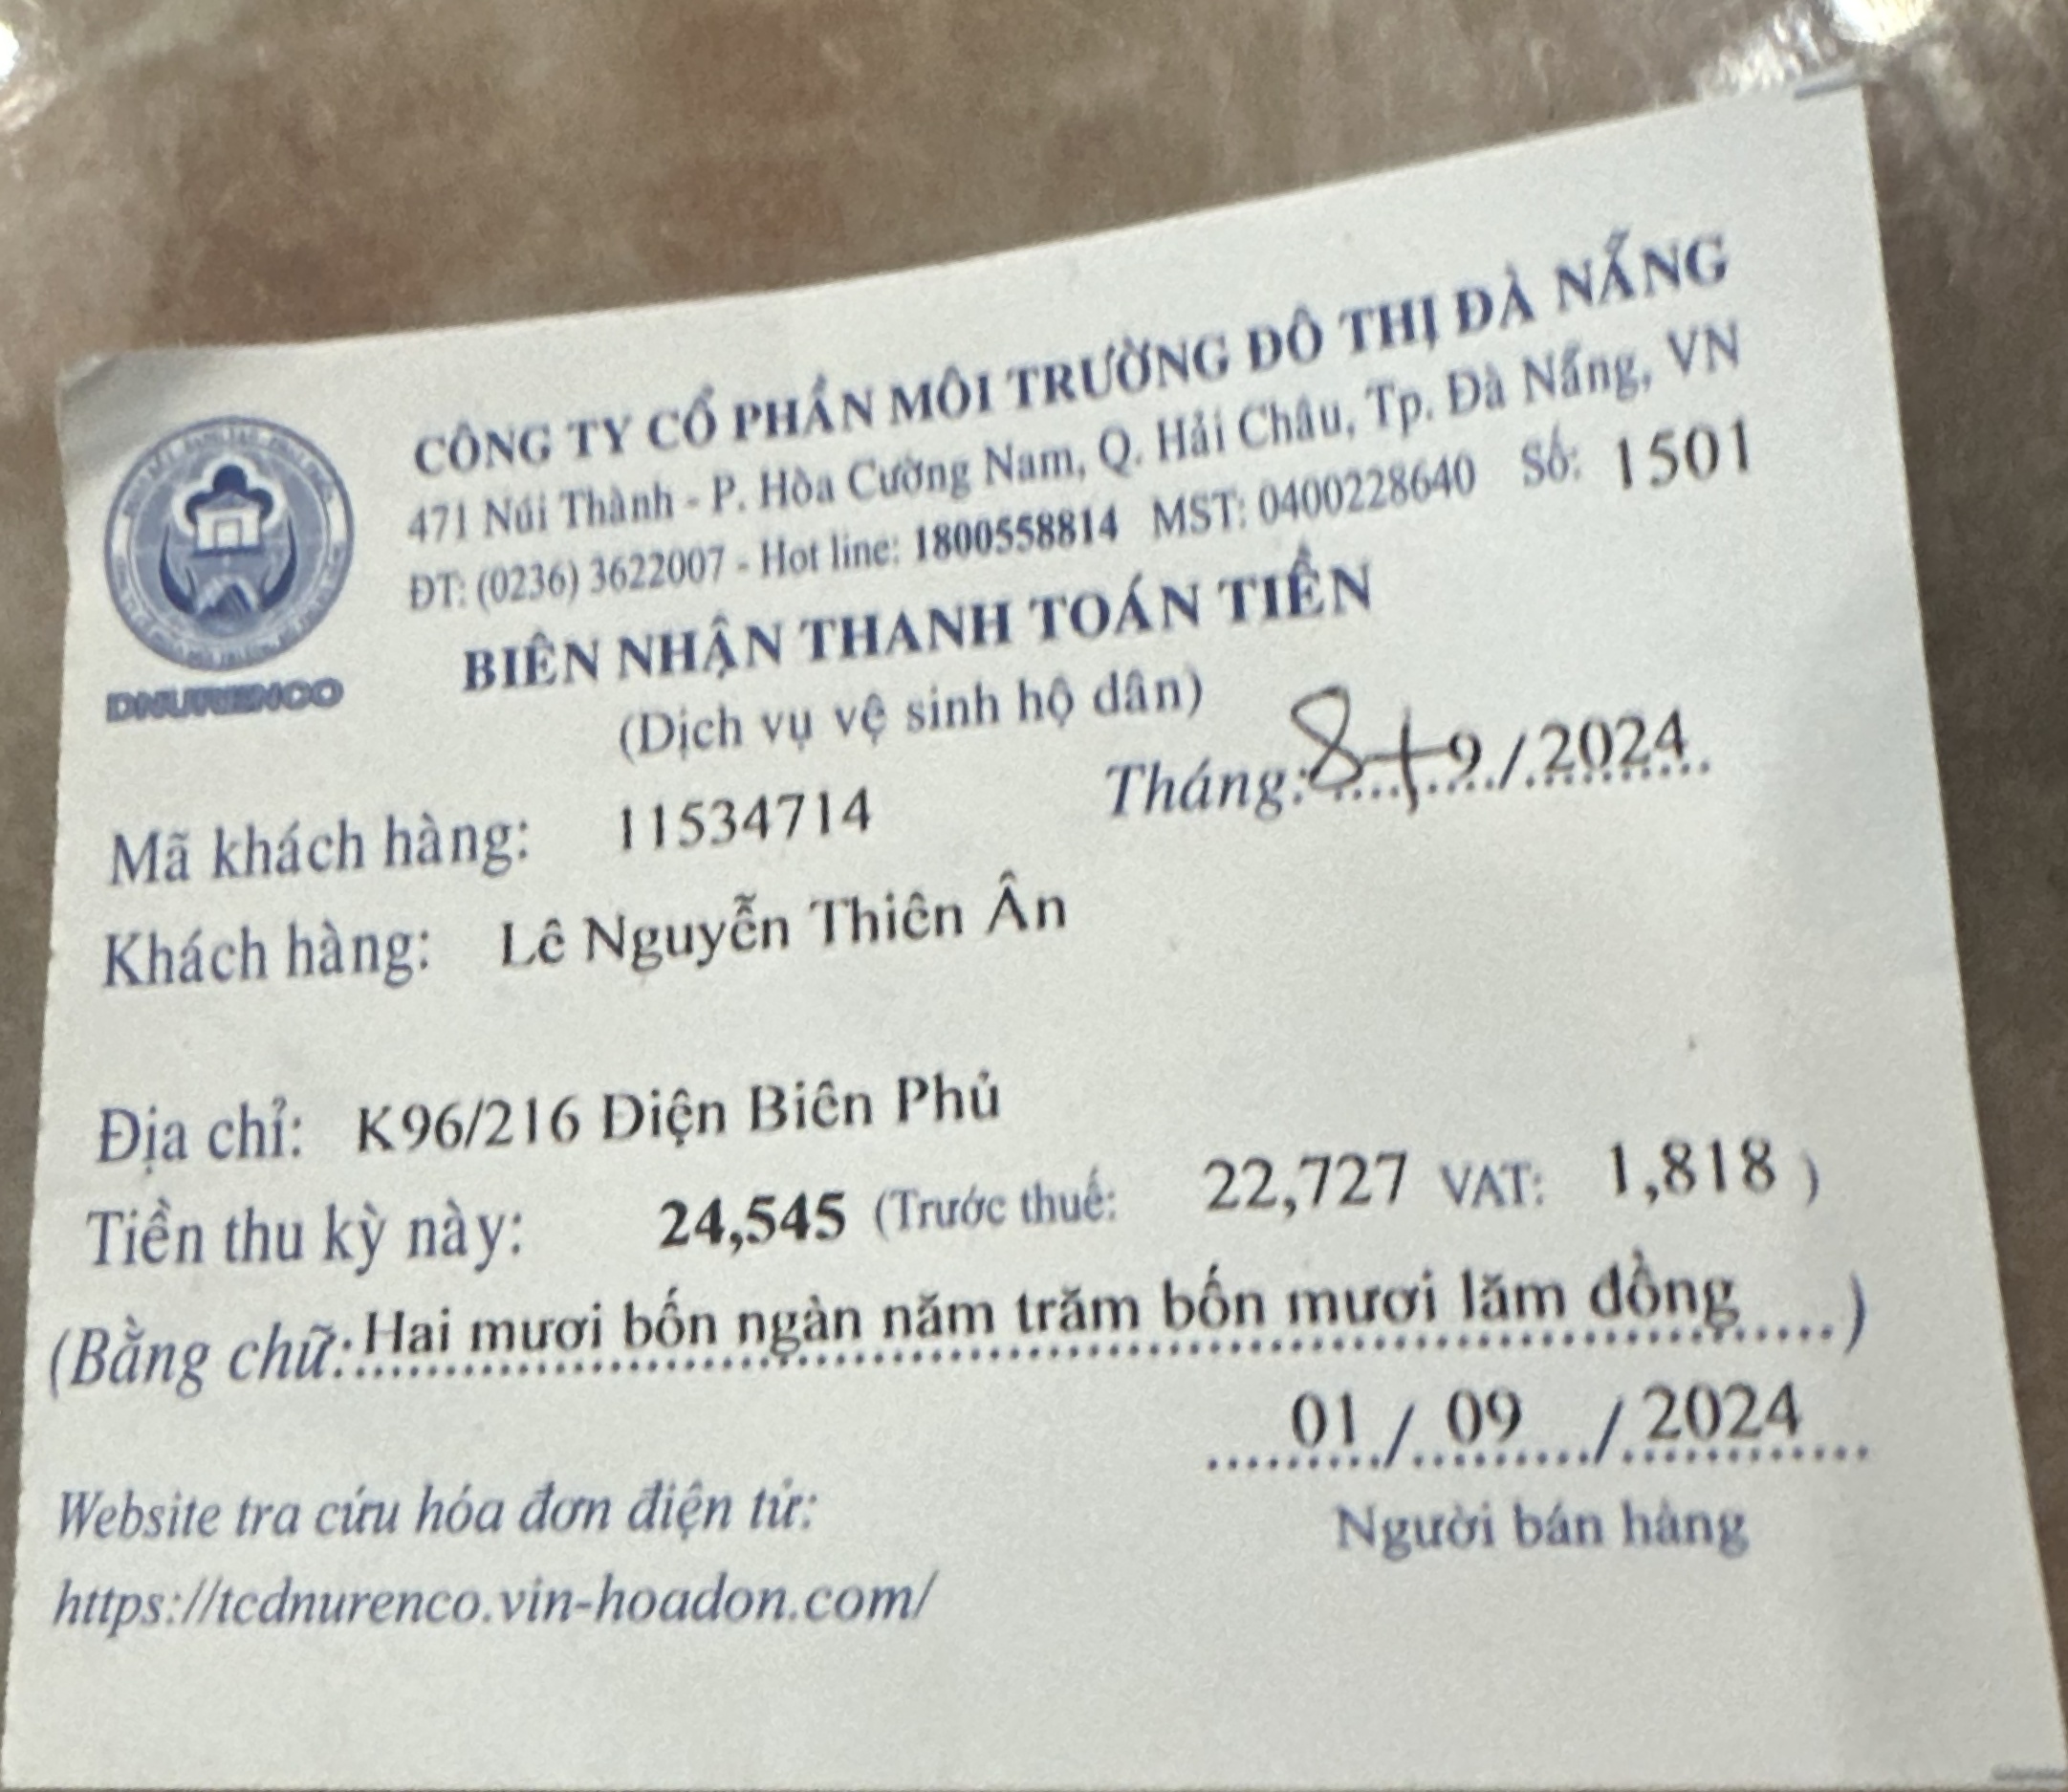 CÔNG TY CỔ PHẦN MÔI TRƯỜNG ĐÔ THỊ ĐÀ NẴNG
471 Núi Thành - P. Hòa Cường Nam, Q. Hải Châu, Tp. Đà Nẵng, VN
ĐT: (0236) 3622007 - Hot line: 1800558814 MST: 0400228640 Số: 1501
DNURENCO
BIÊN NHẬN THANH TOÁN TIỀN
(Dịch vụ vệ sinh hộ dân)
Tháng: 8+9/2024
Mã khách hàng: 11534714
Khách hàng: Lê Nguyễn Thiên Ân
Địa chỉ: K96/216 Điện Biên Phủ
Tiền thu kỳ này: 24,545 (Trước thuế: 22,727 VAT: 1,818 )
(Bằng chữ: Hai mươi bốn ngàn năm trăm bốn mươi lăm đồng)
01 / 09 / 2024
Người bán hàng
Website tra cứu hóa đơn điện tử:
https://tcdnurenco.vin-hoadon.com/